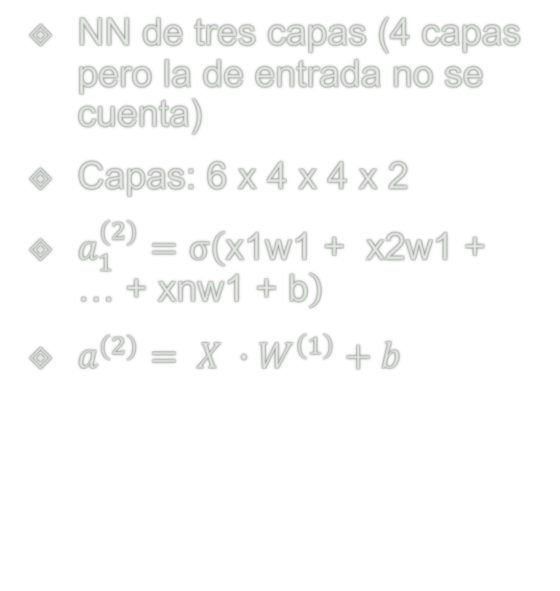 NN de tres capas (4 capas
pero la de entrada no se
cuenta)
Capas: 6 x 4 x 4 x 2
a₁⁽²⁾ = σ(x1w1 + x2w1 +
... + xnw1 + b)
a⁽²⁾ = X · W⁽¹⁾ + b